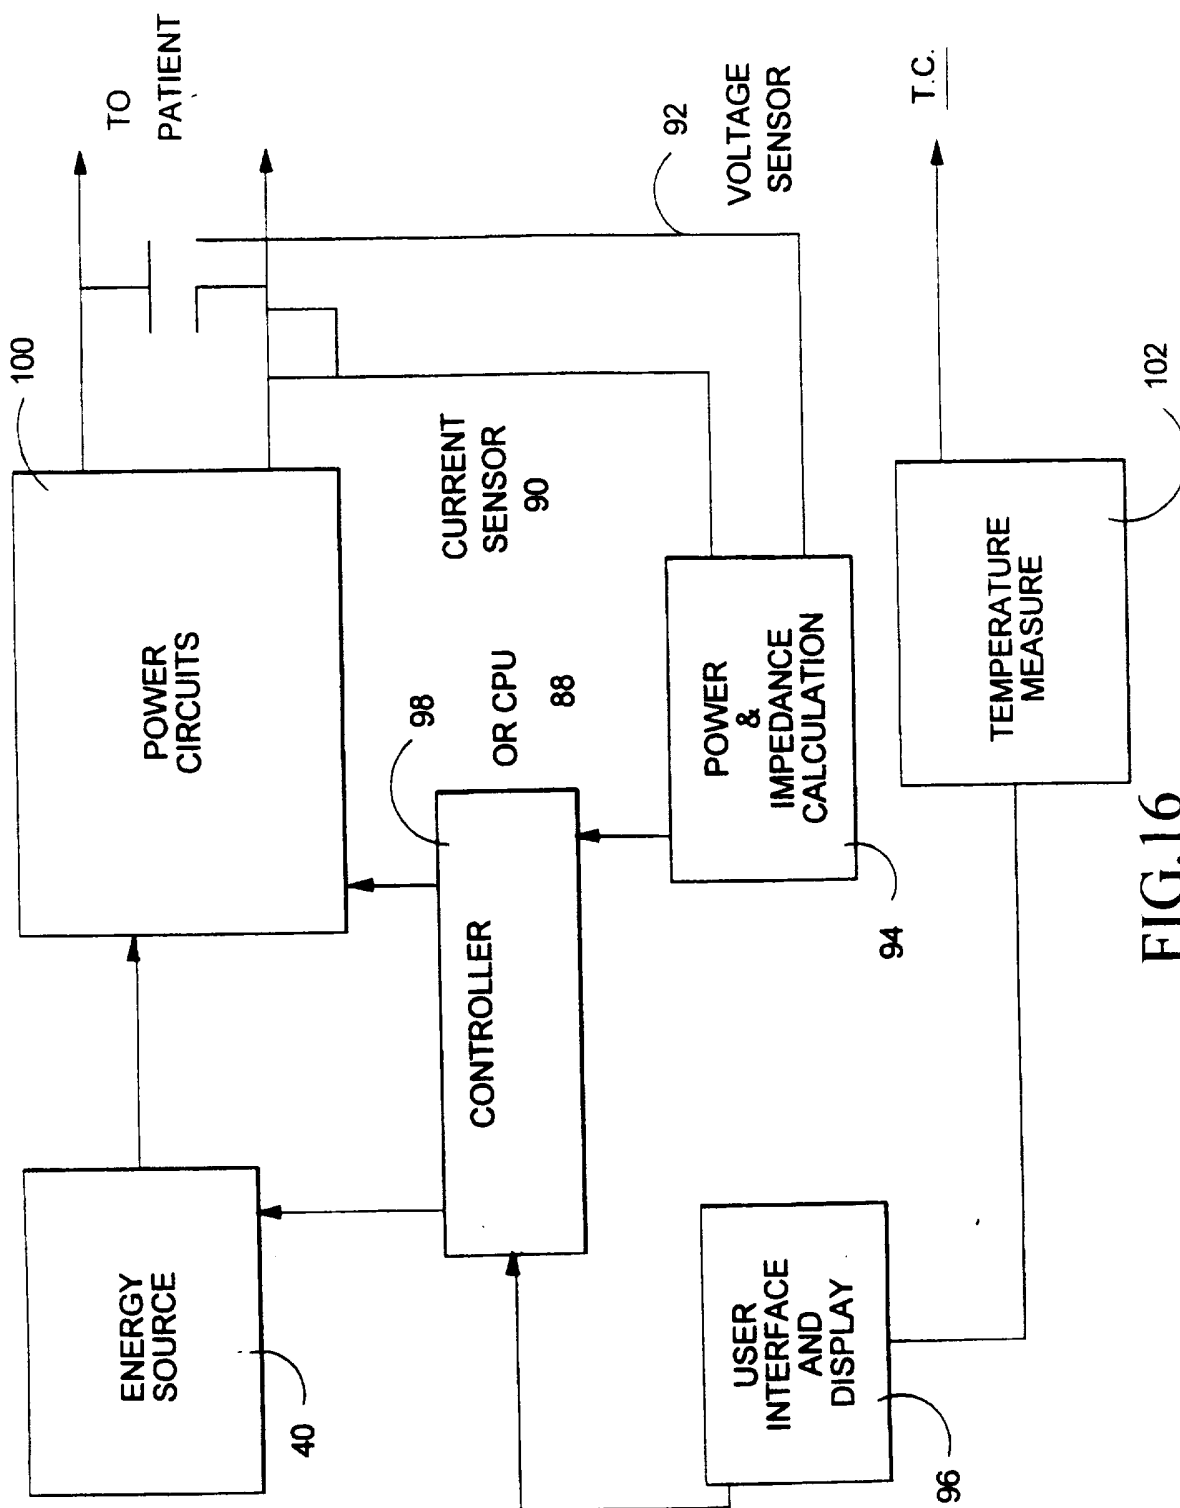 ENERGY
SOURCE
40
POWER
CIRCUITS
100
TO
PATIENT
CONTROLLER
98
OR CPU
88
CURRENT
SENSOR
90
92
VOLTAGE
SENSOR
POWER
&
IMPEDANCE
CALCULATION
94
USER
INTERFACE
AND
DISPLAY
96
TEMPERATURE
MEASURE
102
T.C.
FIG.16